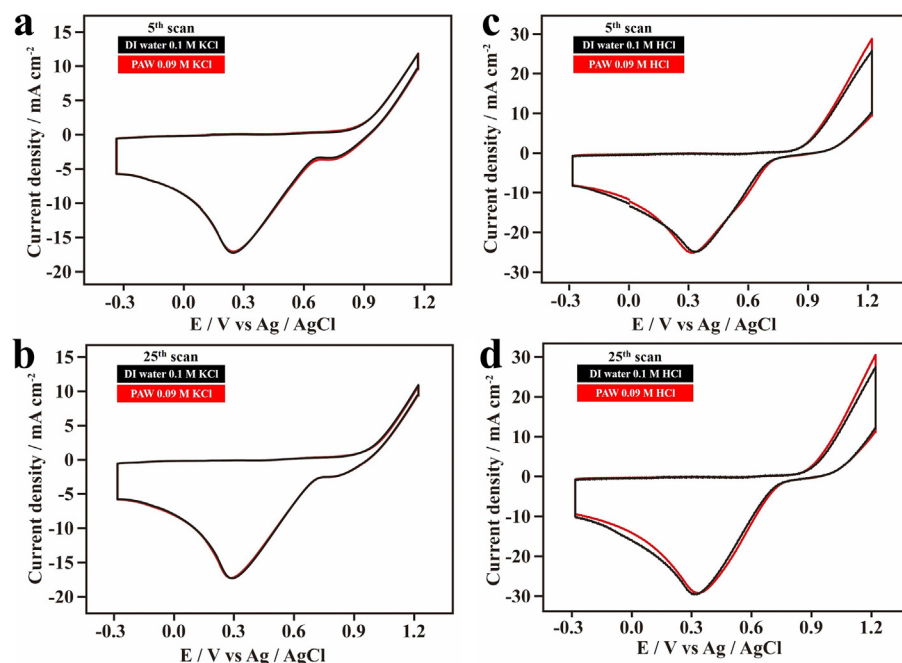 a
5th scan
DI water 0.1 M KCl
PAW 0.09 M KCl
Current density / mA cm-2
15
10
5
0
-5
-10
-15
-20
-0.3 0.0 0.3 0.6 0.9 1.2
E / V vs Ag / AgCl
c
5th scan
DI water 0.1 M HCl
PAW 0.09 M HCl
Current density / mA cm-2
30
20
10
0
-10
-20
-30
-0.3 0.0 0.3 0.6 0.9 1.2
E / V vs Ag / AgCl
b
25th scan
DI water 0.1 M KCl
PAW 0.09 M KCl
Current density / mA cm-2
15
10
5
0
-5
-10
-15
-20
-0.3 0.0 0.3 0.6 0.9 1.2
E / V vs Ag / AgCl
d
25th scan
DI water 0.1 M HCl
PAW 0.09 M HCl
Current density / mA cm-2
30
20
10
0
-10
-20
-30
-0.3 0.0 0.3 0.6 0.9 1.2
E / V vs Ag / AgCl